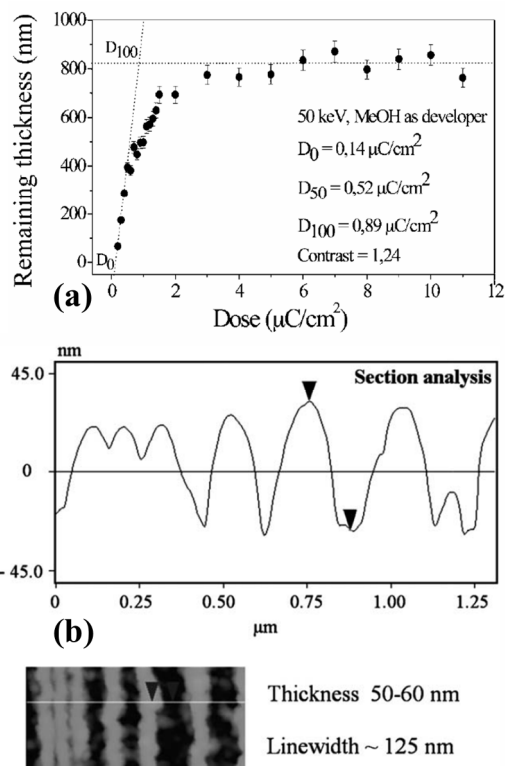 Remaining thickness (nm)
1000
800
600
400
200
0
D100
D0
50 keV, MeOH as developer
D0 = 0,14 μC/cm2
D50 = 0,52 μC/cm2
D100 = 0,89 μC/cm2
Contrast = 1,24
0 2 4 6 8 10 12
(a)
Dose (μC/cm2)
nm
45.0
Section analysis
0
- 45.0
0 0.25 0.50 0.75 1.00 1.25
(b)
μm
Thickness 50-60 nm
Linewidth ~ 125 nm